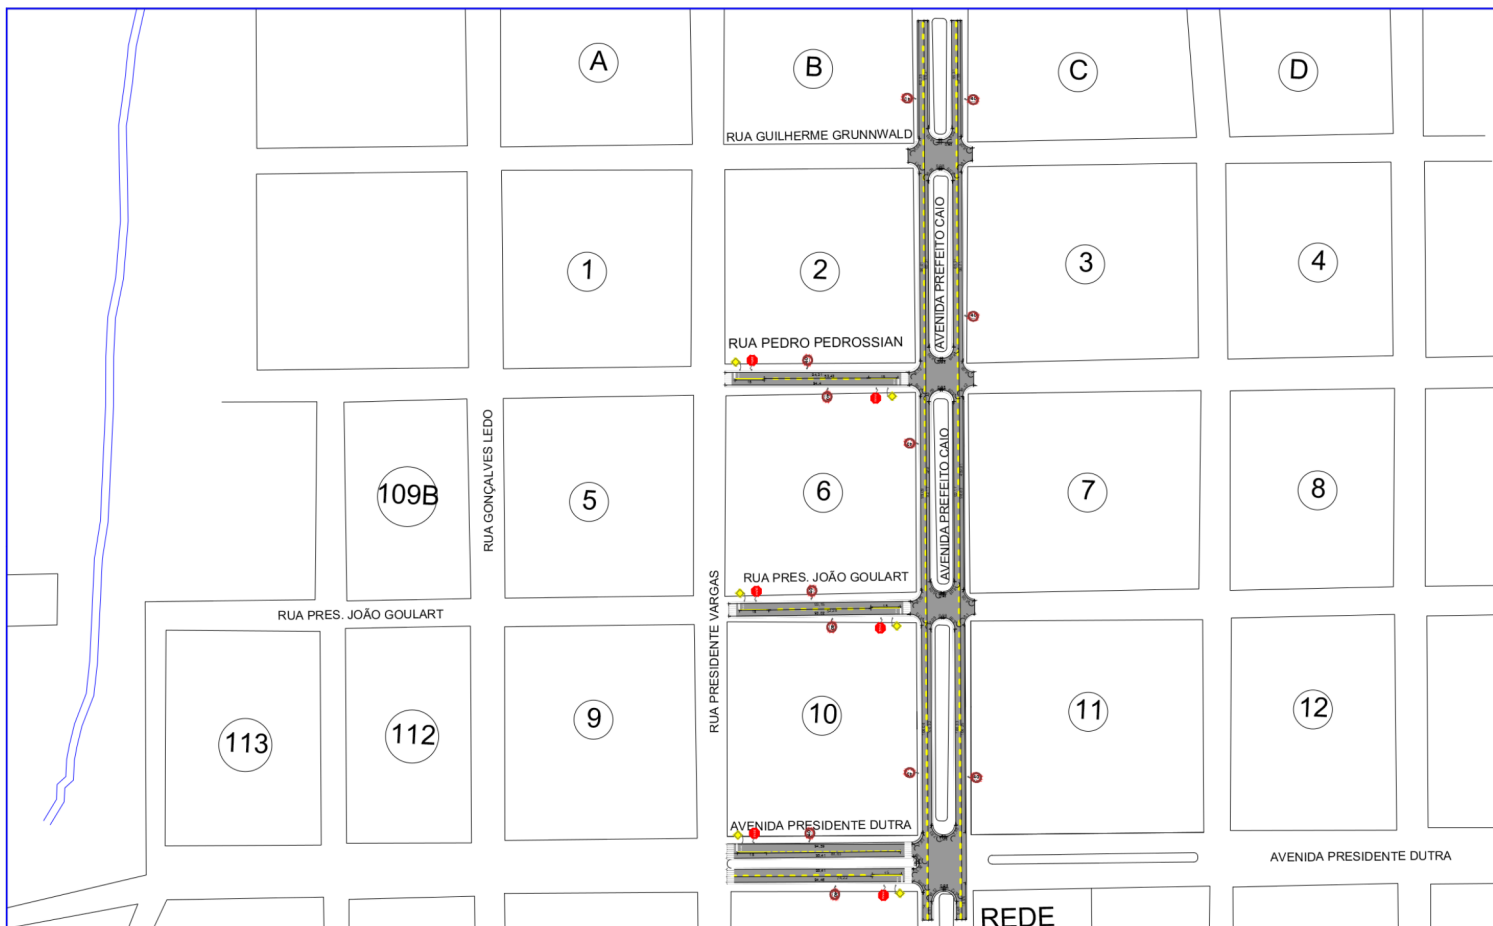 A
B
C
D
RUA GUILHERME GRUNNWALD
1
2
AVENIDA PREFEITO CAIO
3
4
RUA PEDRO PEDROSSIAN
RUA GONÇALVES LEDO
109B
5
6
AVENIDA PREFEITO CAIO
7
8
RUA PRES. JOÃO GOULART
RUA PRES. JOÃO GOULART
RUA PRESIDENTE VARGAS
113
112
9
10
11
12
AVENIDA PRESIDENTE DUTRA
AVENIDA PRESIDENTE DUTRA
REDE